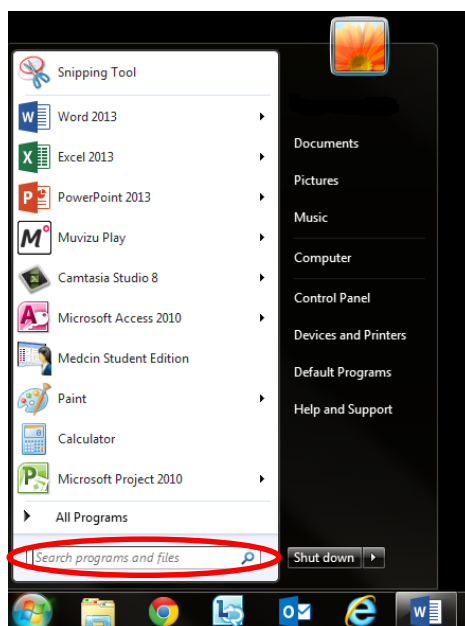 Snipping Tool
Word 2013
Excel 2013
PowerPoint 2013
Muvizu Play
Camtasia Studio 8
Microsoft Access 2010
Medcin Student Edition
Paint
Calculator
Microsoft Project 2010
All Programs
Search programs and files
Documents
Pictures
Music
Computer
Control Panel
Devices and Printers
Default Programs
Help and Support
Shut down